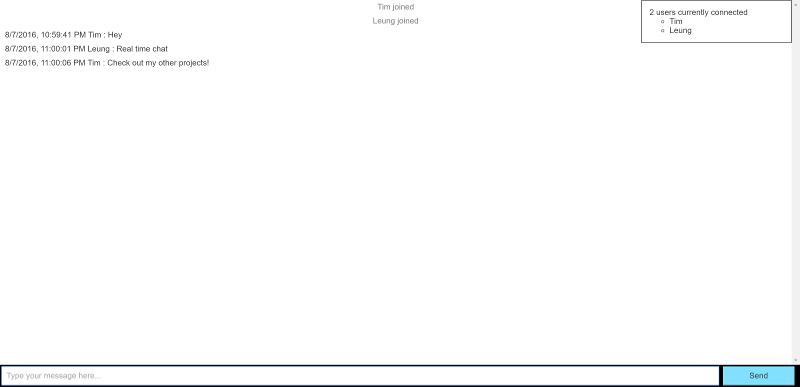 Tim joined
Leung joined
8/7/2016, 10:59:41 PM Tim : Hey
8/7/2016, 11:00:01 PM Leung : Real time chat
8/7/2016, 11:00:06 PM Tim : Check out my other projects!
2 users currently connected
Tim
Leung
Type your message here...
Send